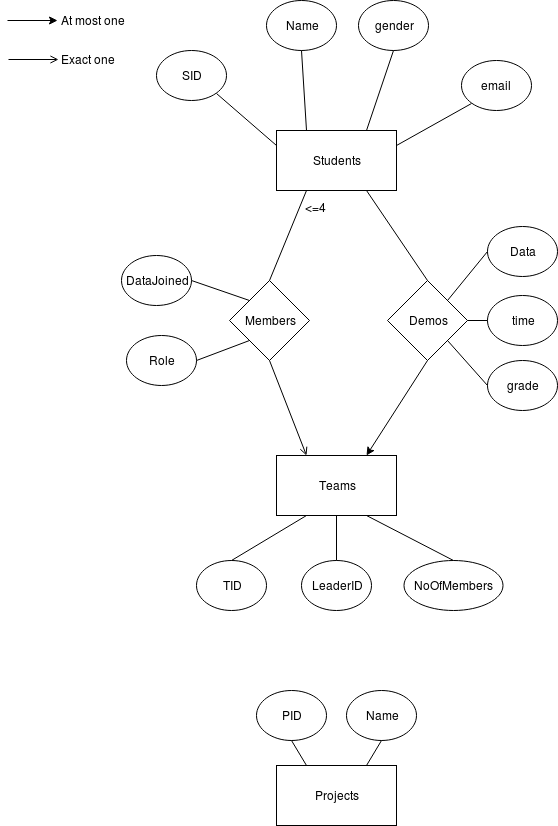 At most one
Exact one
Name
gender
SID
email
Students
<=4
Data
DataJoined
Members
Demos
time
Role
grade
Teams
TID
LeaderID
NoOfMembers
PID
Name
Projects